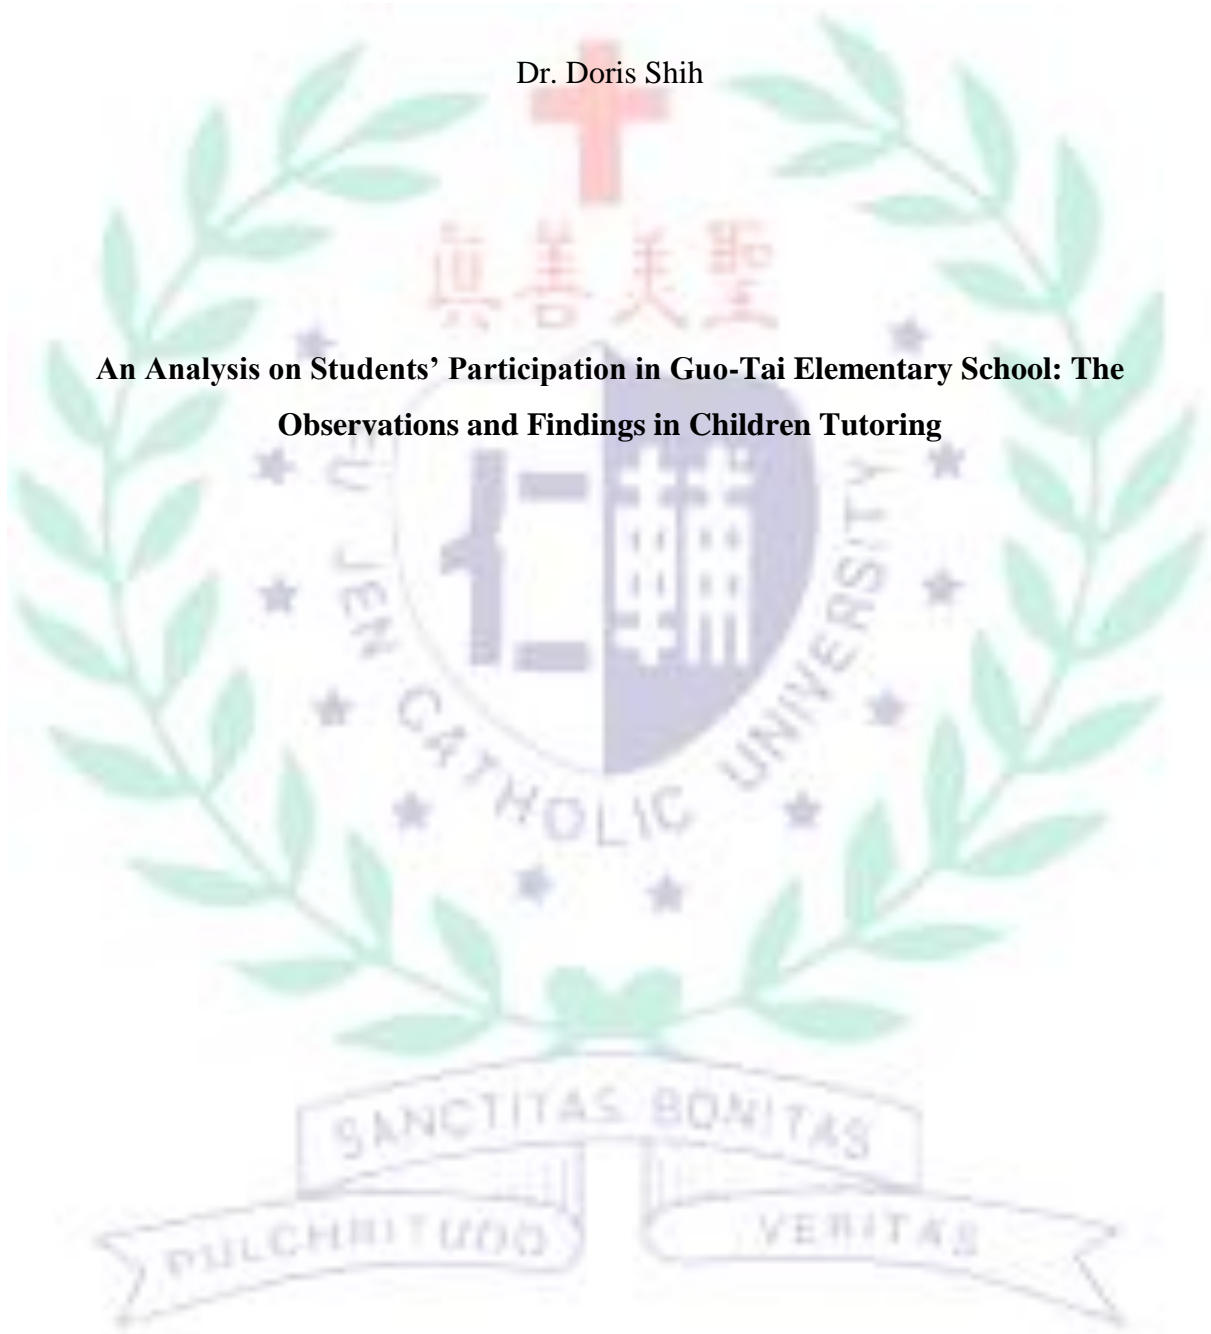 Dr. Doris Shih
真善美聖
An Analysis on Students’ Participation in Guo-Tai Elementary School: The
Observations and Findings in Children Tutoring
仁輔
JEN CATHOLIC UNIVERSITY
SANCTITAS BONITAS
PULCHRITUDO
VERITAS